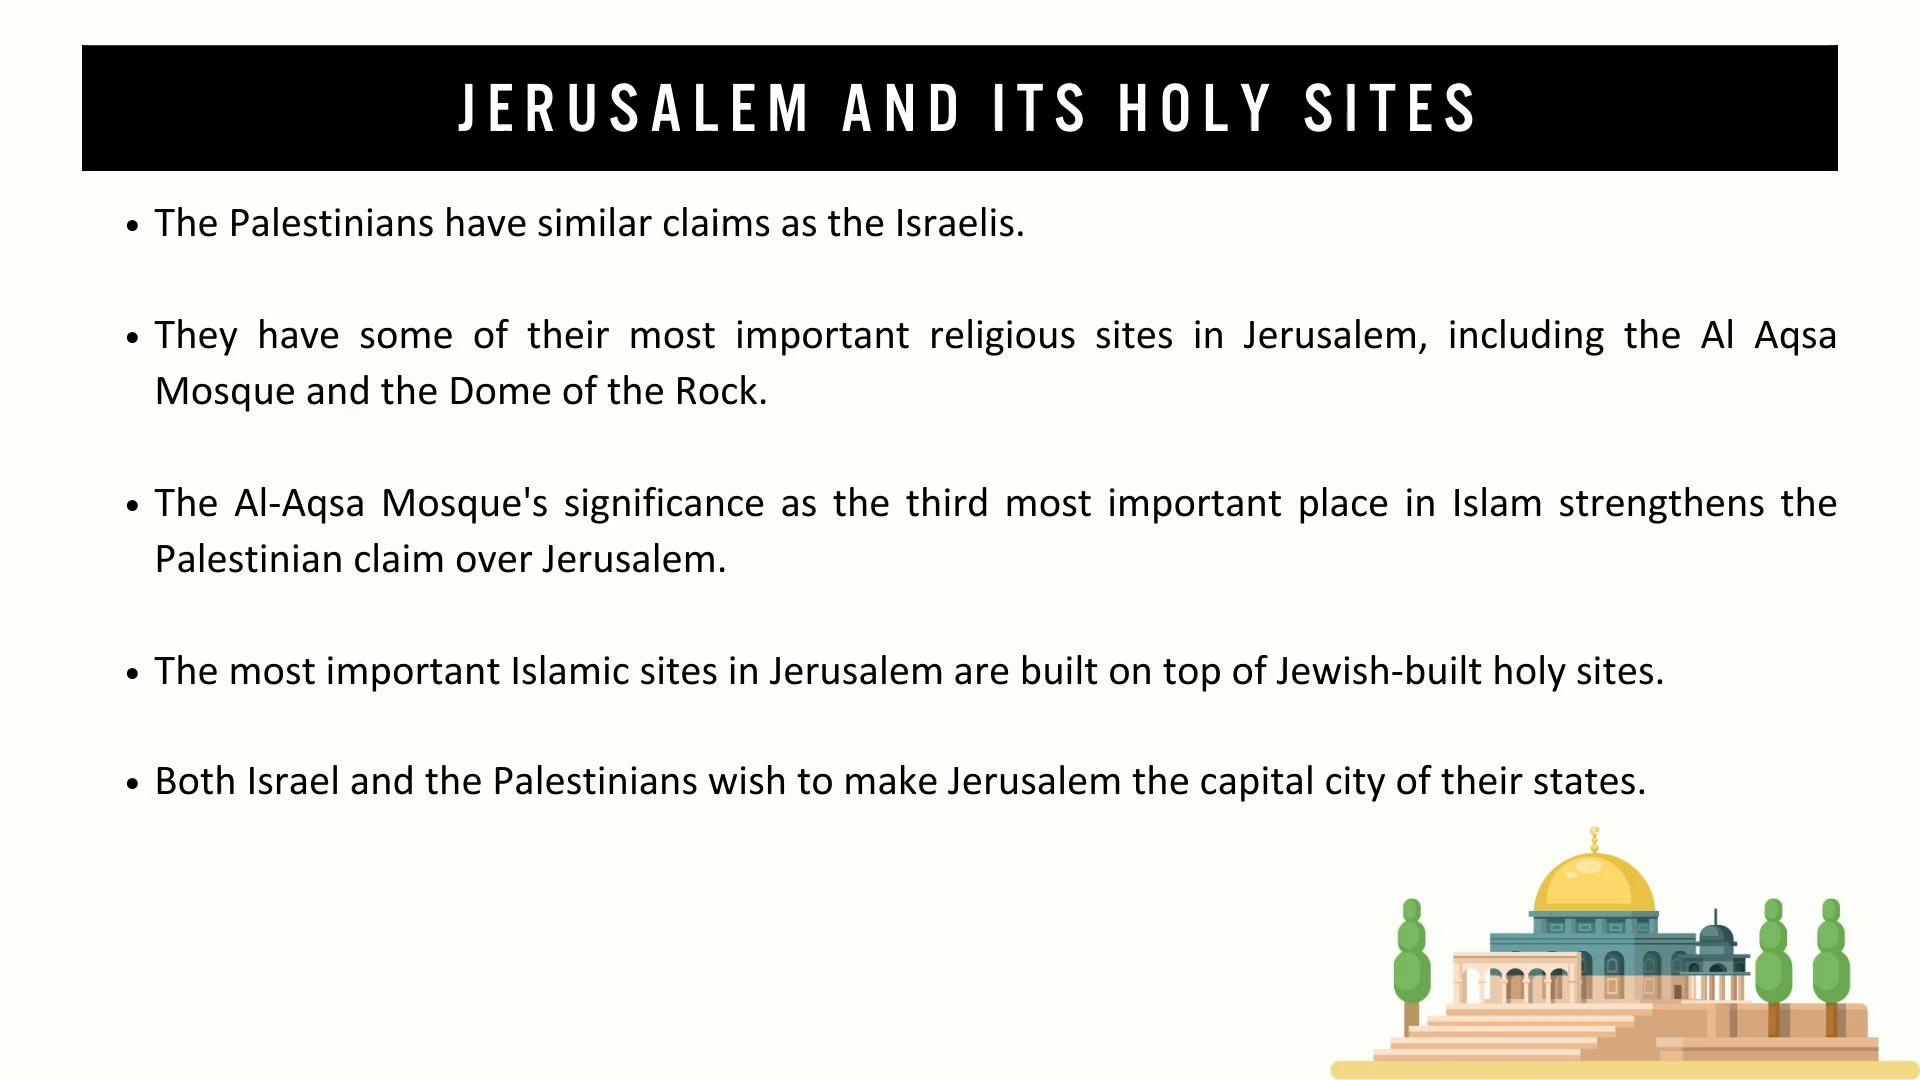 JERUSALEM AND ITS HOLY SITES
• The Palestinians have similar claims as the Israelis.
• They have some of their most important religious sites in Jerusalem, including the Al Aqsa
Mosque and the Dome of the Rock.
• The Al-Aqsa Mosque's significance as the third most important place in Islam strengthens the
Palestinian claim over Jerusalem.
• The most important Islamic sites in Jerusalem are built on top of Jewish-built holy sites.
• Both Israel and the Palestinians wish to make Jerusalem the capital city of their states.